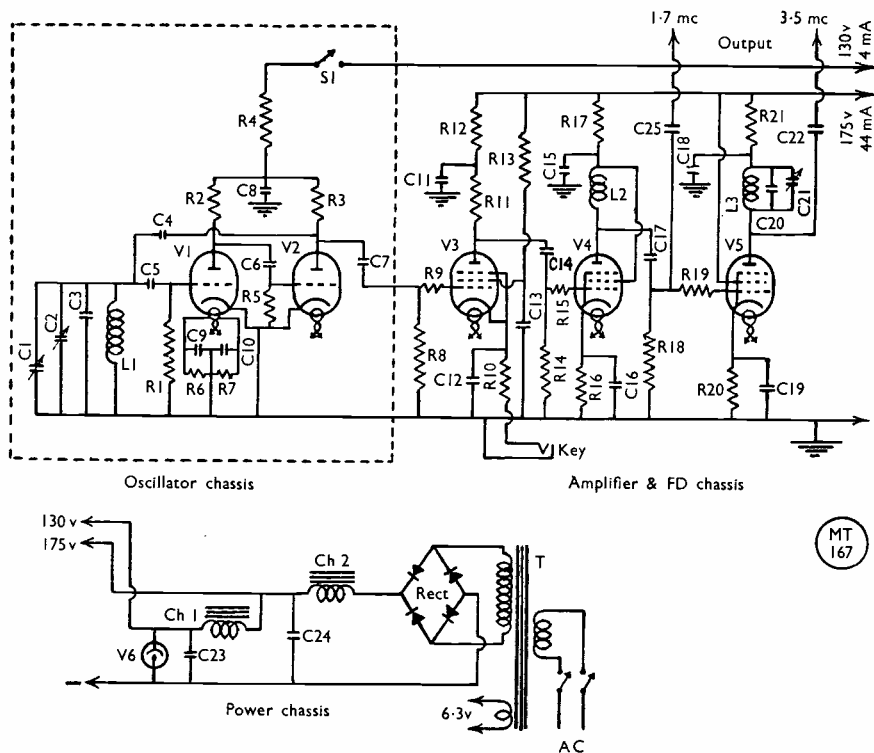 1·7 mc
3·5 mc
Output
130v
4 mA
175v
44 mA
S1
R4
R2
C8
R3
C4
V1
C6
V2
C7
C5
R5
C1
C2
C3
L1
R1
C9
C10
R6
R7
Oscillator chassis
R12
R13
R17
C25
R21
C22
C11
R11
C15
L2
C18
L3
C20
C21
V3
C14
V4
C17
V5
R9
R15
R19
R8
C13
C12
R10
R14
R16
C16
R18
R20
C19
Key
Amplifier & FD chassis
130 v
175 v
Ch 2
Rect
T
Ch 1
V6
C23
C24
Power chassis
6·3v
AC
MT
167